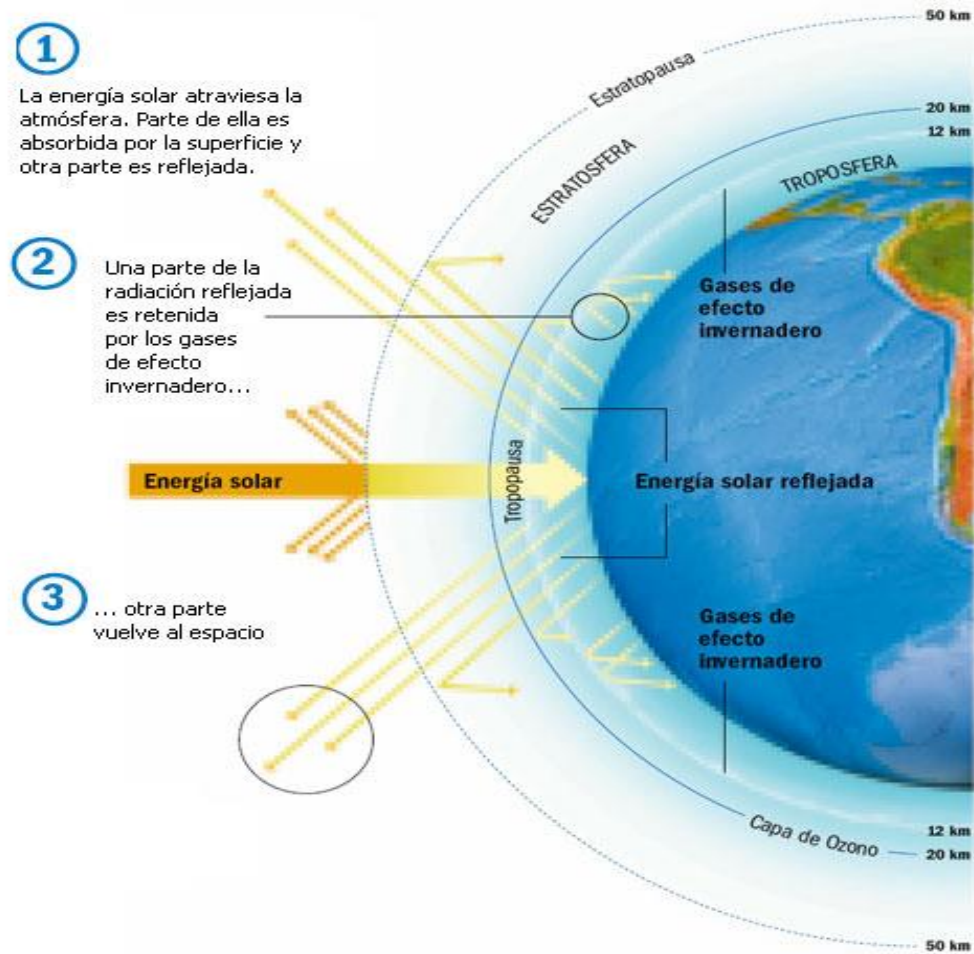 1
La energía solar atraviesa la
atmósfera. Parte de ella es
absorbida por la superficie y
otra parte es reflejada.
50 km
Estratopausa
20 km
12 km
ESTRATOSFERA
TROPOSFERA
2
Una parte de la
radiación reflejada
es retenida
por los gases
de efecto
invernadero...
Gases de
efecto
invernadero
Energía solar
Tropopausa
Energía solar reflejada
3
... otra parte
vuelve al espacio
Gases de
efecto
invernadero
Capa de Ozono
12 km
20 km
50 km